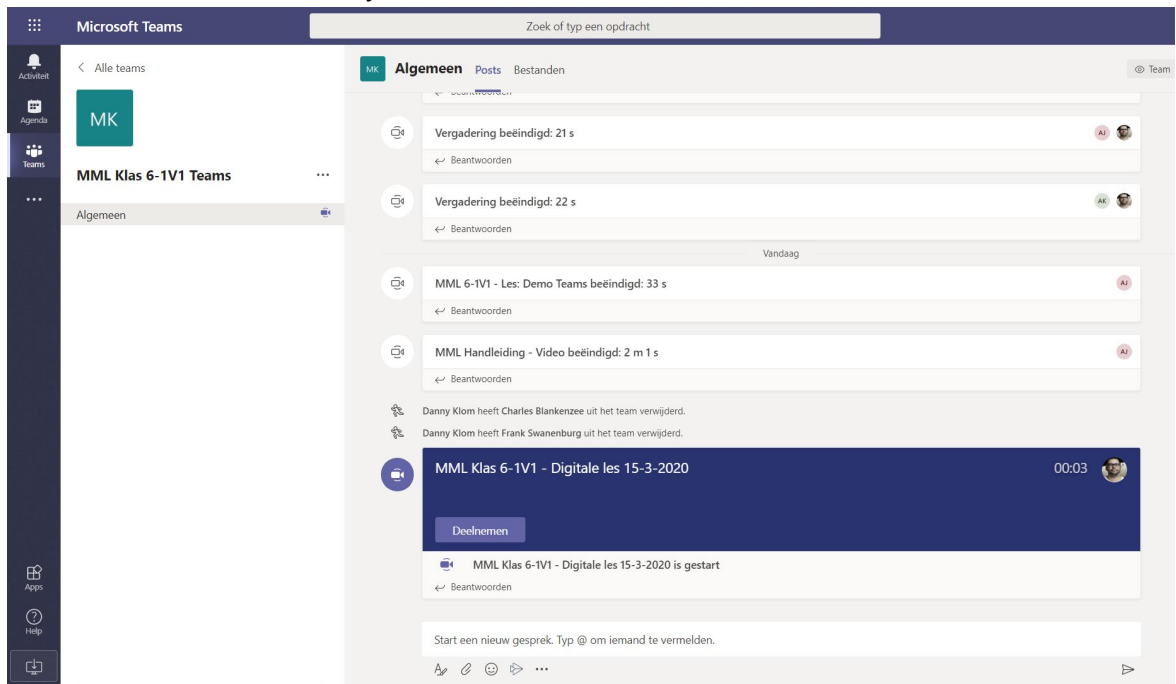 Microsoft Teams
Zoek of typ een opdracht
Activiteit
Agenda
Teams
Apps
Help
Alle teams
MK
MML Klas 6-1V1 Teams
Algemeen
MK Algemeen Posts Bestanden
Team
Beantwoorden
Vergadering beëindigd: 21 s
AJ
Beantwoorden
Vergadering beëindigd: 22 s
AK
Beantwoorden
Vandaag
MML 6-1V1 - Les: Demo Teams beëindigd: 33 s
AJ
Beantwoorden
MML Handleiding - Video beëindigd: 2 m 1 s
AJ
Beantwoorden
Danny Klom heeft Charles Blankenzee uit het team verwijderd.
Danny Klom heeft Frank Swanenburg uit het team verwijderd.
MML Klas 6-1V1 - Digitale les 15-3-2020
00:03
Deelnemen
MML Klas 6-1V1 - Digitale les 15-3-2020 is gestart
Beantwoorden
Start een nieuw gesprek. Typ @ om iemand te vermelden.